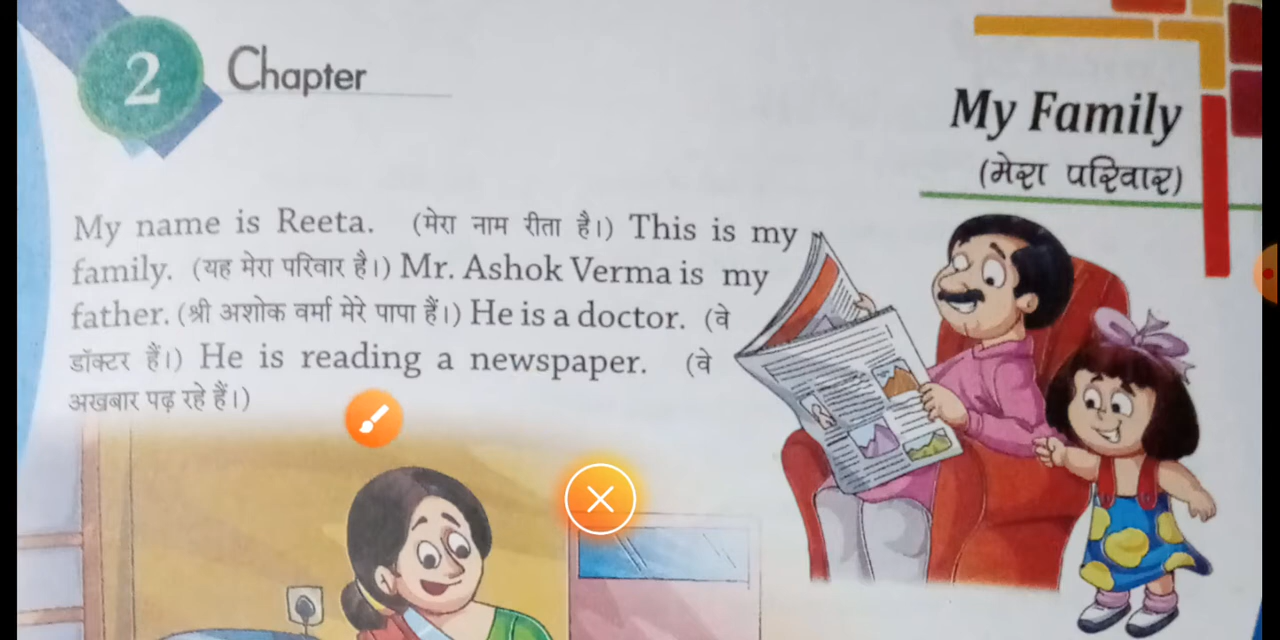 2
Chapter
My Family
(मेरा परिवार)
My name is Reeta. (मेरा नाम रीता है।) This is my
family. (यह मेरा परिवार है।) Mr. Ashok Verma is my
father. (श्री अशोक वर्मा मेरे पापा हैं।) He is a doctor. (वे
डॉक्टर हैं।) He is reading a newspaper. (वे
अखबार पढ़ रहे हैं।)